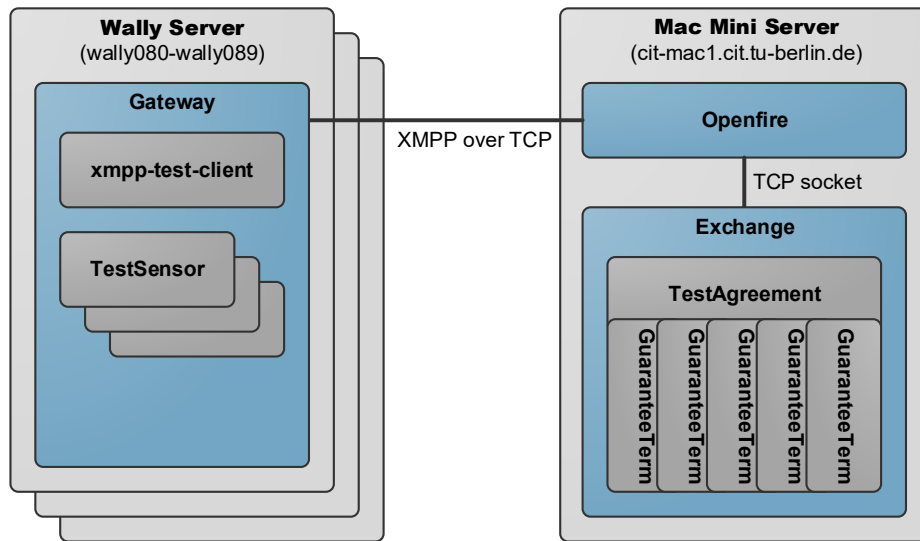 Wally Server
(wally080-wally089)
Gateway
xmpp-test-client
TestSensor
XMPP over TCP
Mac Mini Server
(cit-mac1.cit.tu-berlin.de)
Openfire
TCP socket
Exchange
TestAgreement
GuaranteeTerm
GuaranteeTerm
GuaranteeTerm
GuaranteeTerm
GuaranteeTerm